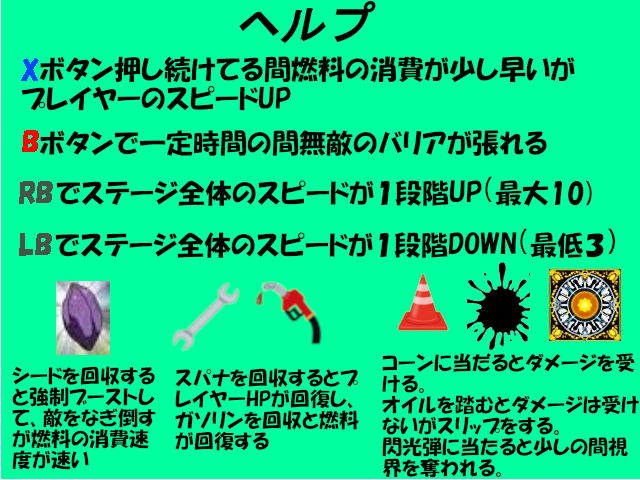 ヘルプ
Xボタン押し続けてる間燃料の消費が少し早いが
プレイヤーのスピードUP
Bボタンで一定時間の間無敵のバリアが張れる
RBでステージ全体のスピードが1段階UP(最大10)
LBでステージ全体のスピードが1段階DOWN(最低3)
シードを回収する
と強制ブーストし
て、敵をなぎ倒す
が燃料の消費速
度が速い
スパナを回収するとプ
レイヤーHPが回復し、
ガソリンを回収と燃料
が回復する
コーンに当だるとダメージを受
ける。
オイルを踏むとダメージは受け
ないがスリップをする。
閃光弾に当たると少しの間視
界を奪われる。